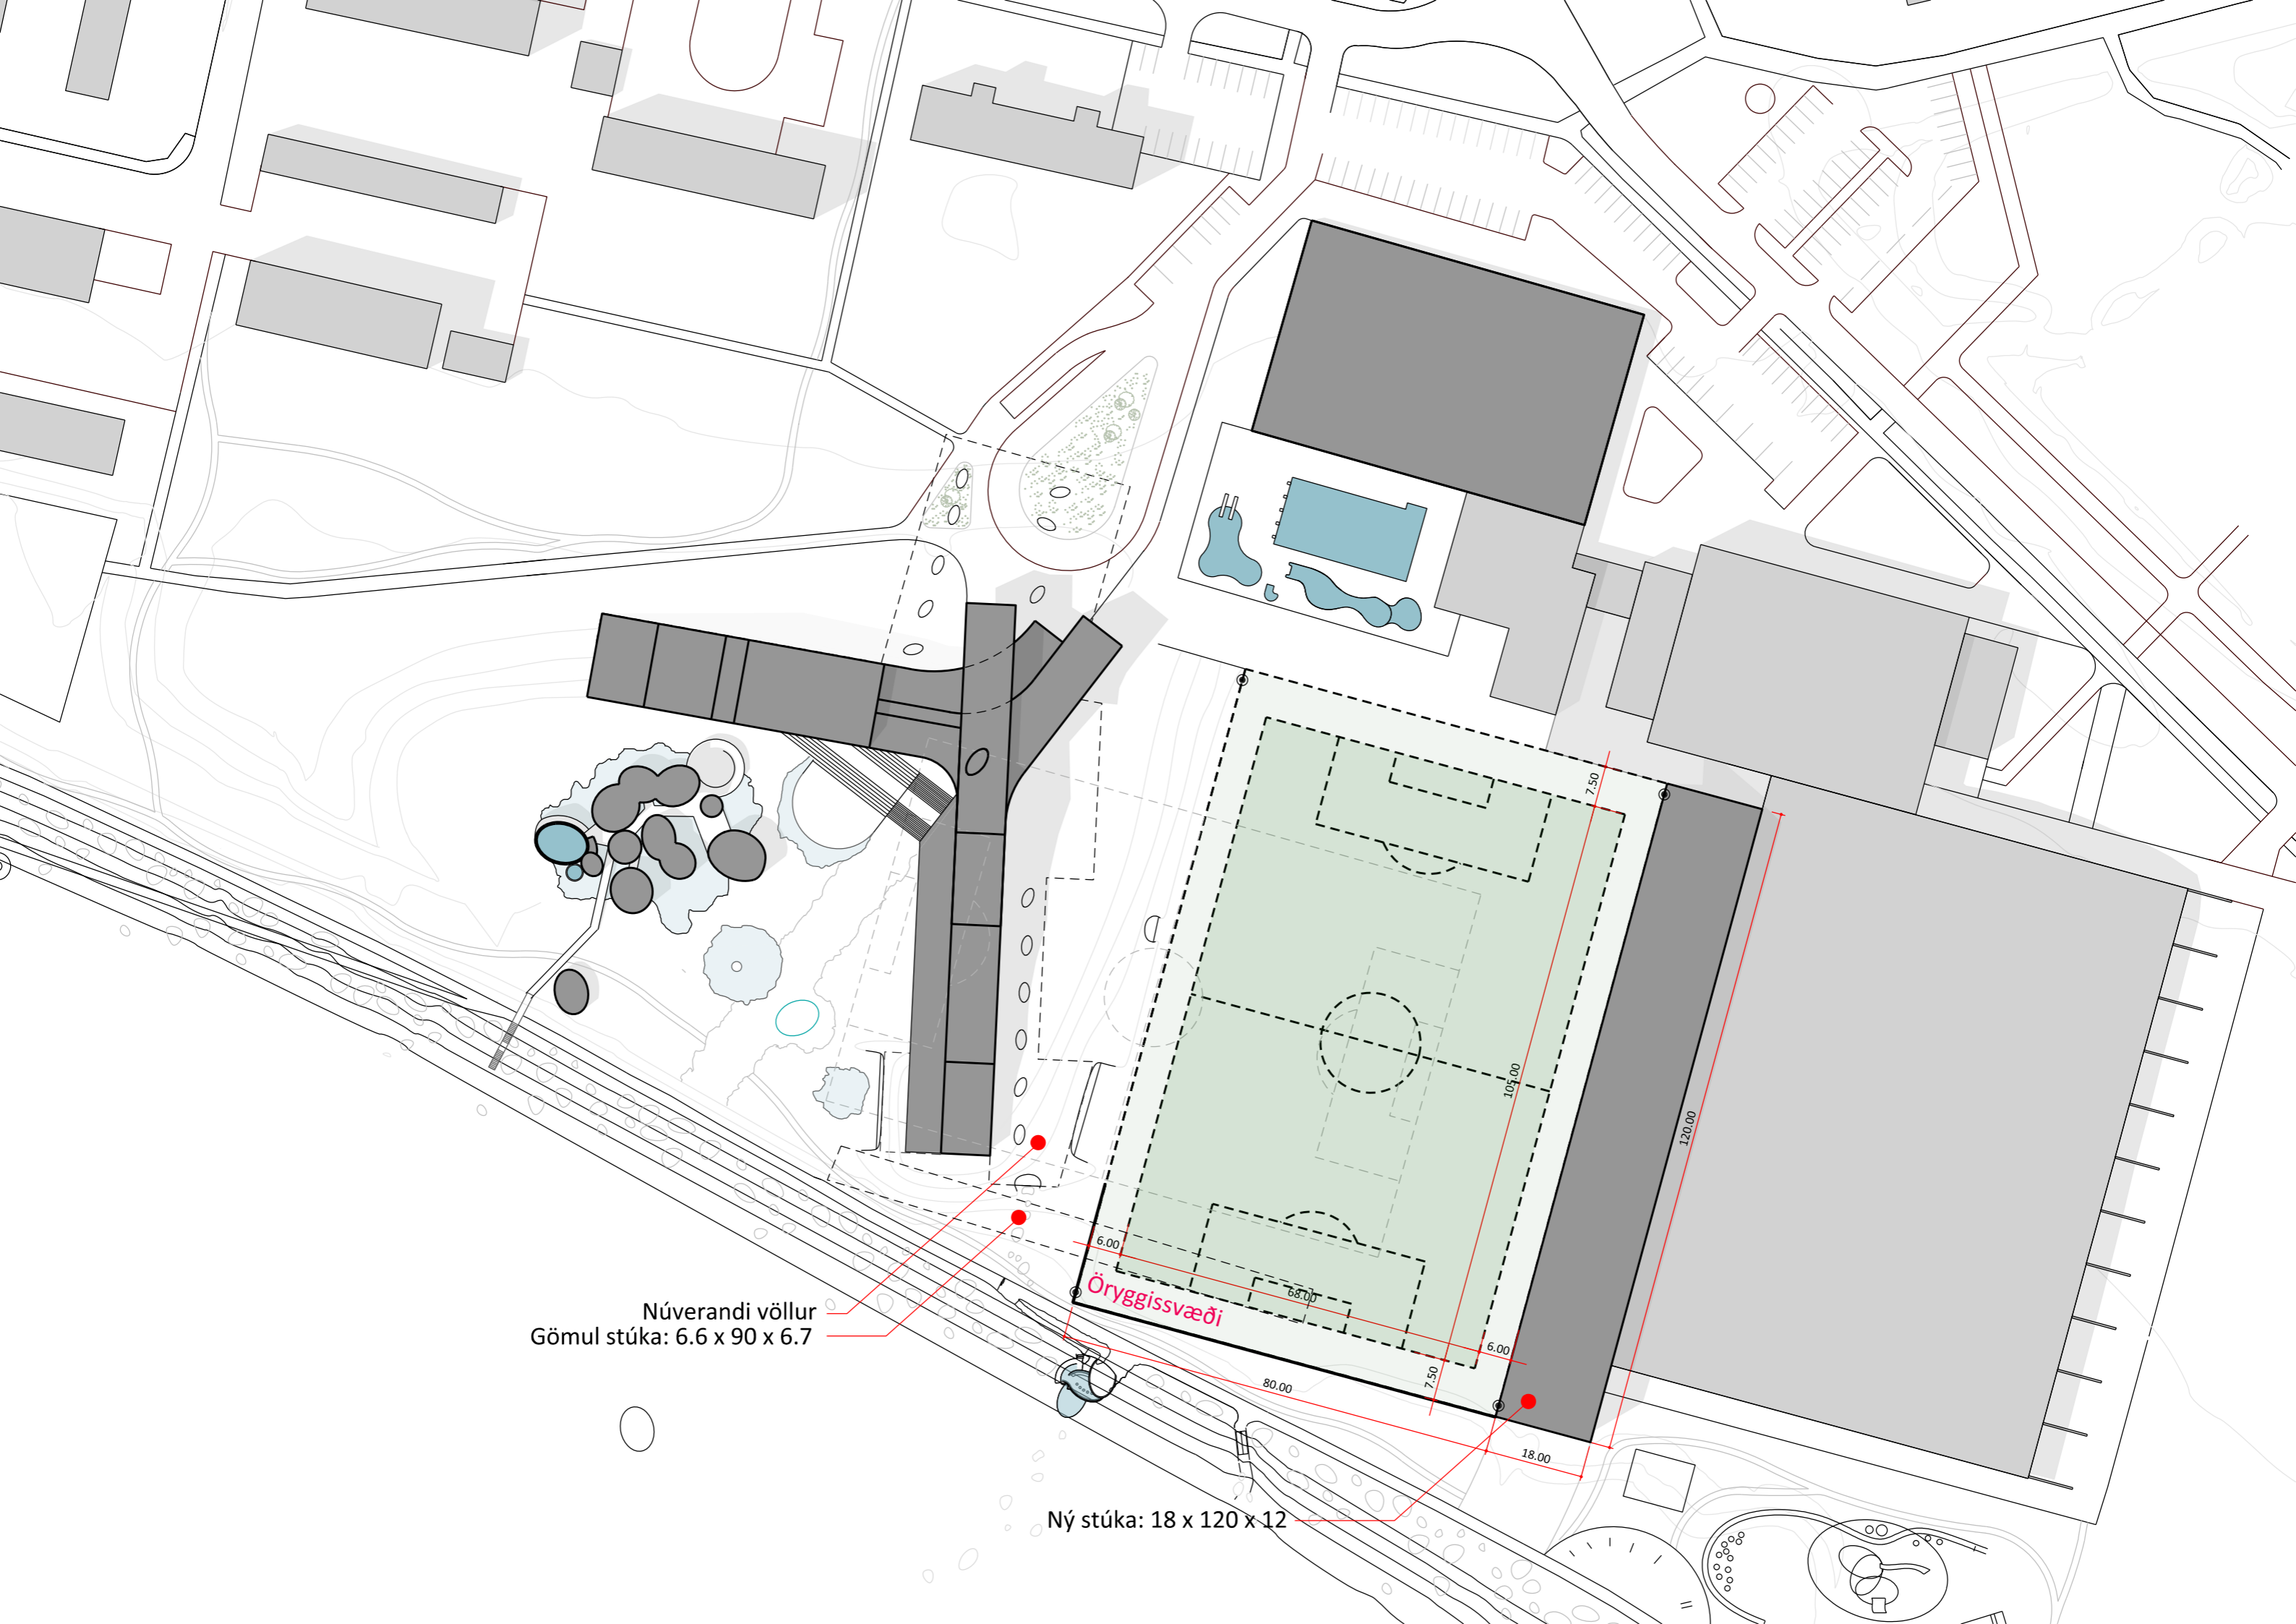 7.50
105.00
120.00
6.00
68.00
Öryggissvæði
6.00
7.50
80.00
18.00
Núverandi völlur
Gömul stúka: 6.6 x 90 x 6.7
Ný stúka: 18 x 120 x 12